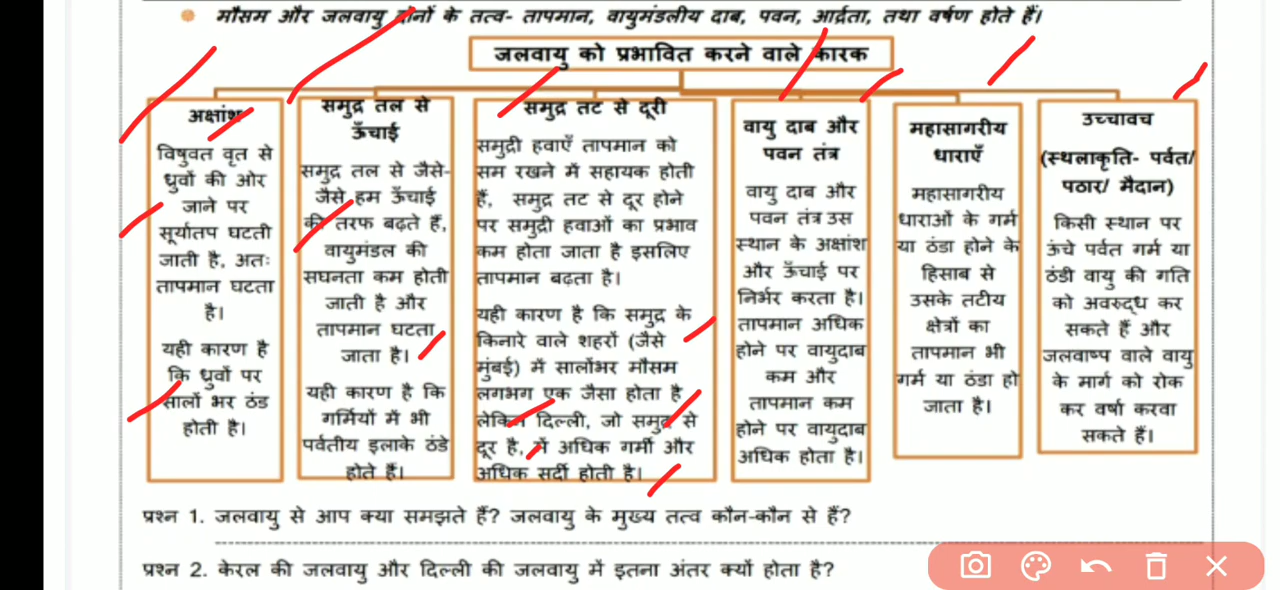 मौसम और जलवायु दोनों के तत्व- तापमान, वायुमंडलीय दाब, पवन, आर्द्रता, तथा वर्षण होते हैं।
जलवायु को प्रभावित करने वाले कारक
अक्षांश
विषुवत वृत से
ध्रुवों की ओर
जाने पर
सूर्यातप घटती
जाती है, अतः
तापमान घटता
है।
यही कारण है
कि ध्रुवों पर
सालों भर ठंड
होती है।
समुद्र तल से
ऊँचाई
समुद्र तल से जैसे-
जैसे हम ऊँचाई
की तरफ बढ़ते हैं,
वायुमंडल की
सघनता कम होती
जाती है और
तापमान घटता
जाता है।
यही कारण है कि
गर्मियों में भी
पर्वतीय इलाके ठंडे
होते हैं।
समुद्र तट से दूरी
समुद्री हवाएँ तापमान को
सम रखने में सहायक होती
हैं, समुद्र तट से दूर होने
पर समुद्री हवाओं का प्रभाव
कम होता जाता है इसलिए
तापमान बढ़ता है।
यही कारण है कि समुद्र के
किनारे वाले शहरों (जैसे
मुंबई) में सालोंभर मौसम
लगभग एक जैसा होता है
लेकिन दिल्ली, जो समुद्र से
दूर है, में अधिक गर्मी और
अधिक सर्दी होती है।
वायु दाब और
पवन तंत्र
वायु दाब और
पवन तंत्र उस
स्थान के अक्षांश
और ऊँचाई पर
निर्भर करता है।
तापमान अधिक
होने पर वायुदाब
कम और
तापमान कम
होने पर वायुदाब
अधिक होता है।
महासागरीय
धाराएँ
महासागरीय
धाराओं के गर्म
या ठंडा होने के
हिसाब से
उसके तटीय
क्षेत्रों का
तापमान भी
गर्म या ठंडा हो
जाता है।
उच्चावच
(स्थलाकृति- पर्वत/
पठार/ मैदान)
किसी स्थान पर
ऊंचे पर्वत गर्म या
ठंडी वायु की गति
को अवरुद्ध कर
सकते हैं और
जलवाष्प वाले वायु
के मार्ग को रोक
कर वर्षा करवा
सकते हैं।
प्रश्न 1. जलवायु से आप क्या समझते हैं? जलवायु के मुख्य तत्व कौन-कौन से हैं?
प्रश्न 2. केरल की जलवायु और दिल्ली की जलवायु में इतना अंतर क्यों होता है?